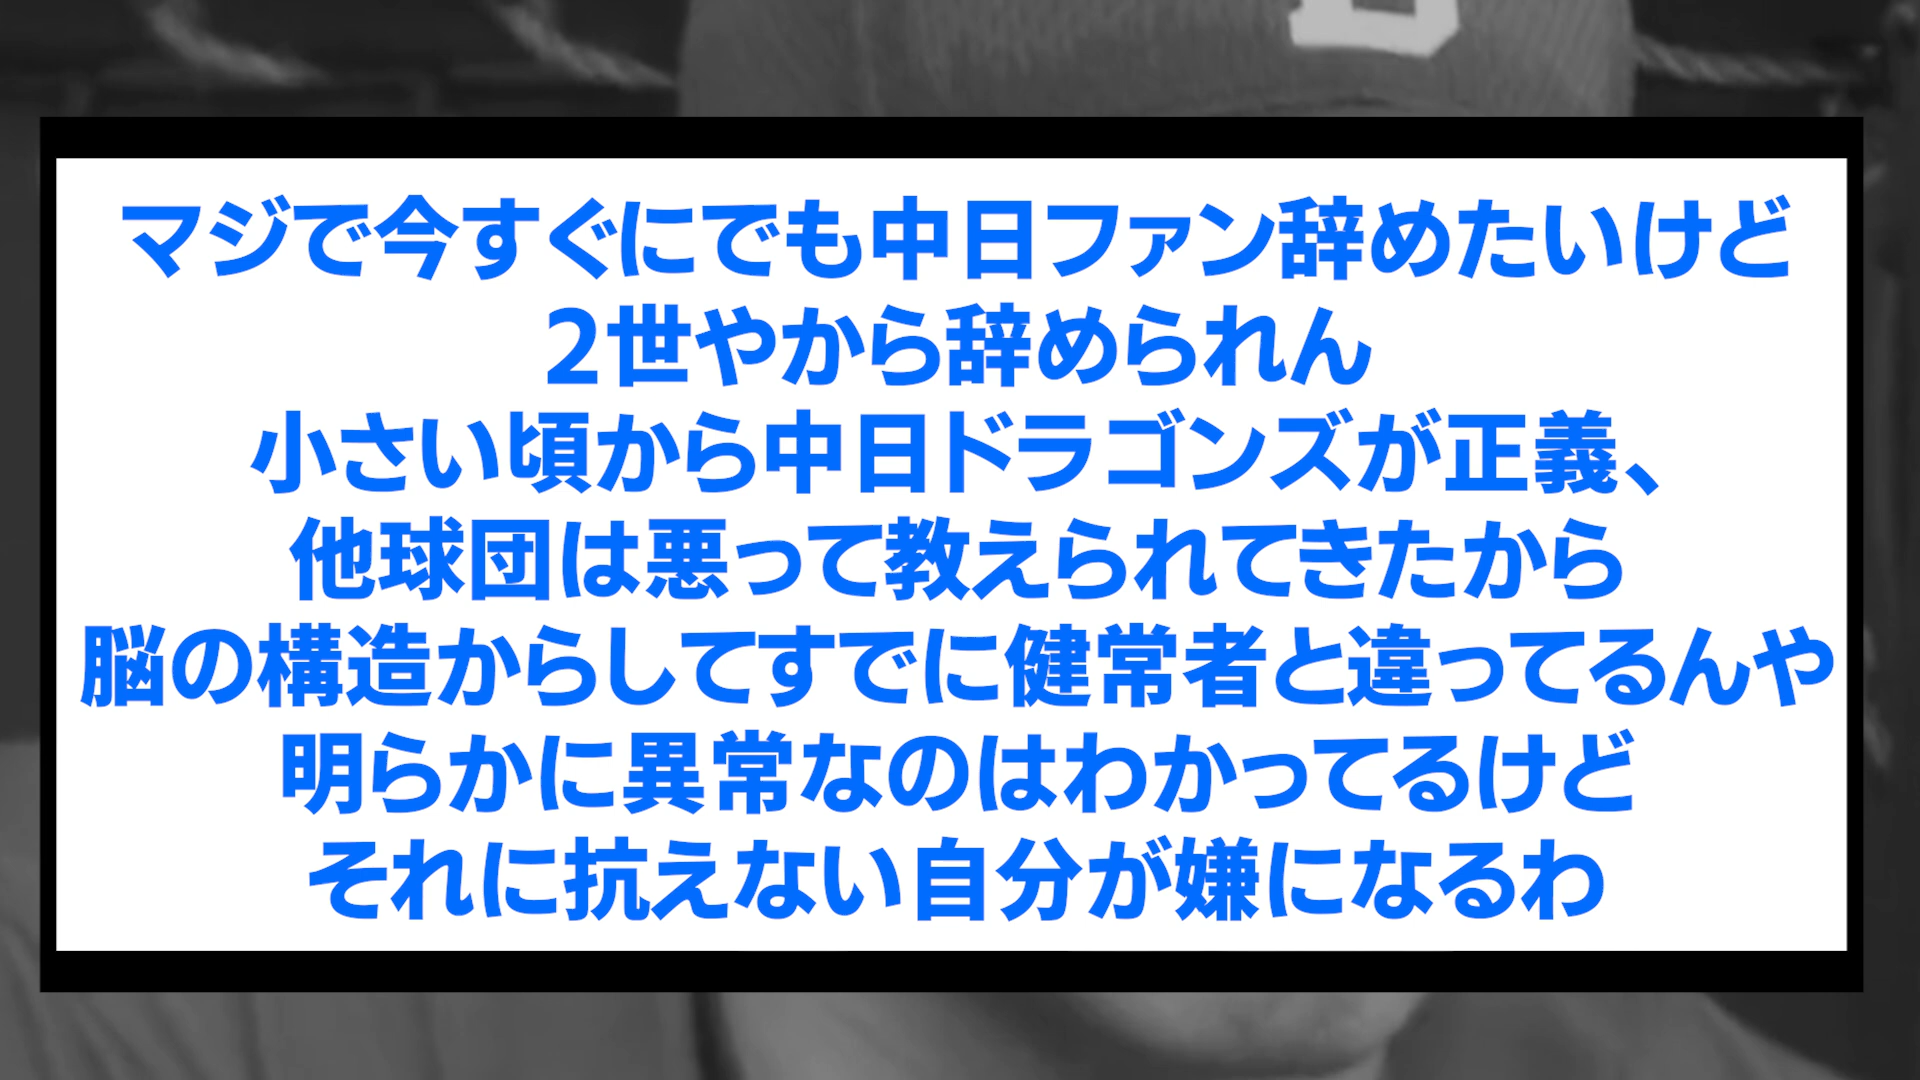 マジで今すぐにでも中日ファン辞めたいけど
2世やから辞められん
小さい頃から中日ドラゴンズが正義、
他球団は悪って教えられてきたから
脳の構造からしてすでに健常者と違ってるんや
明らかに異常なのはわかってるけど
それに抗えない自分が嫌になるわ